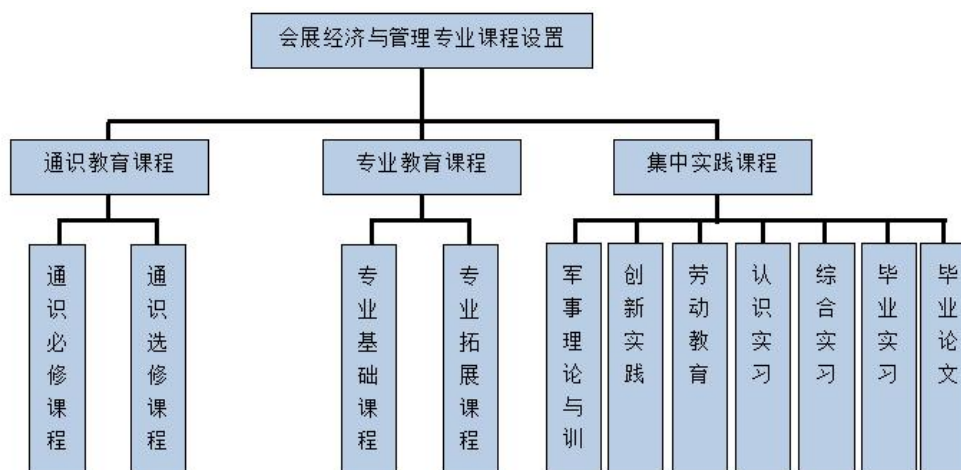 会展经济与管理专业课程设置
通识教育课程
专业教育课程
集中实践课程
通识必修课程
通识选修课程
专业基础课程
专业拓展课程
军事理论与训
创新实践
劳动教育
认识实习
综合实习
毕业实习
毕业论文